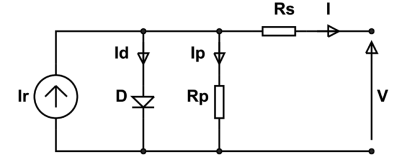 Rs I
Id Ip
Ir D Rp V